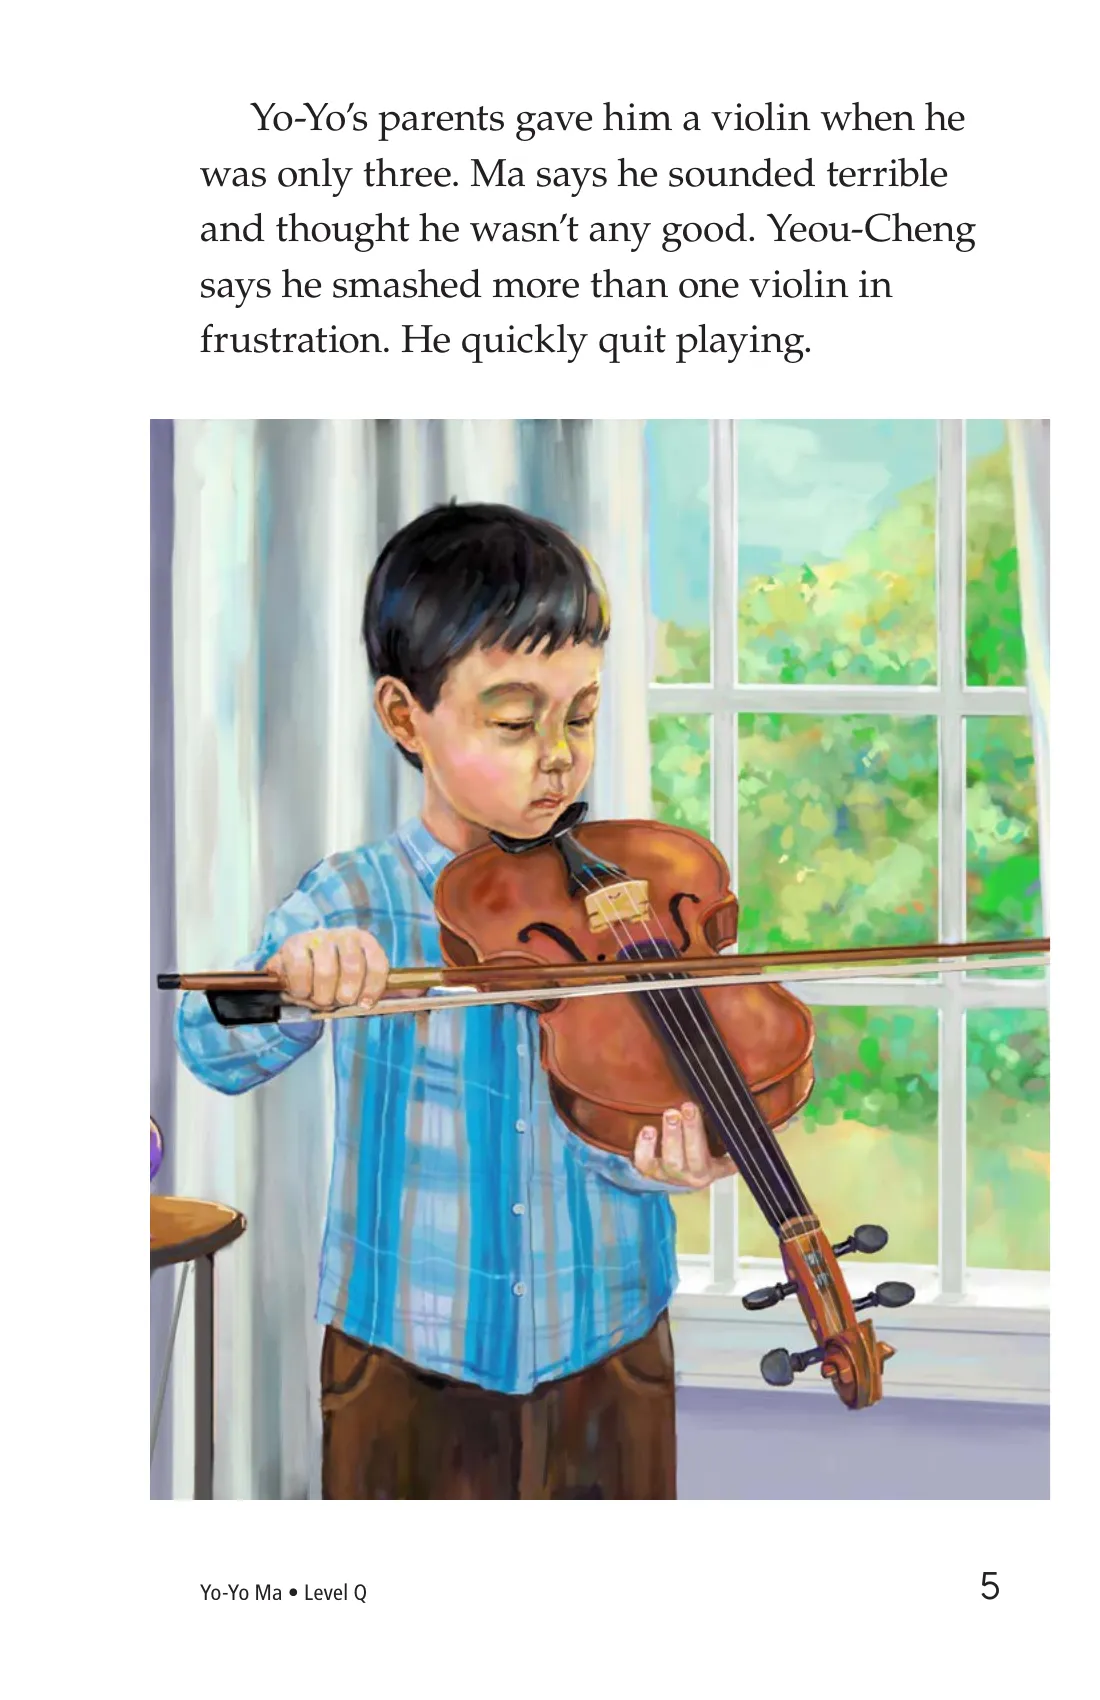 Yo-Yo’s parents gave him a violin when he
was only three. Ma says he sounded terrible
and thought he wasn’t any good. Yeou-Cheng
says he smashed more than one violin in
frustration. He quickly quit playing.
Yo-Yo Ma • Level Q
5